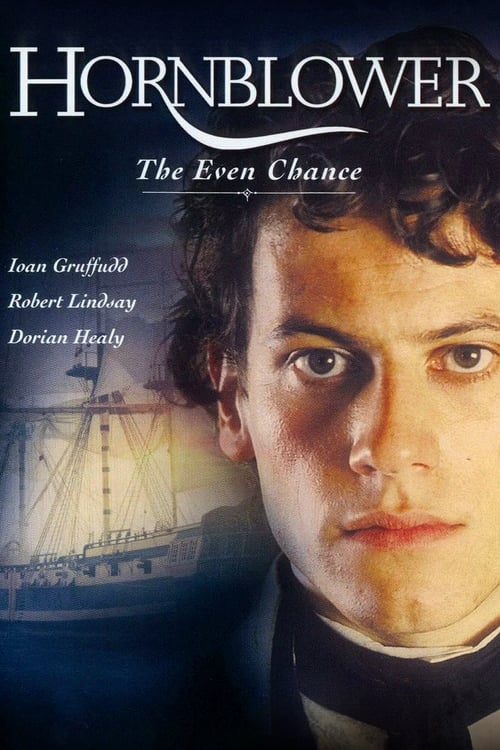 HORNBLOWER
The Even Chance
Ioan Gruffudd
Robert Lindsay
Dorian Healy